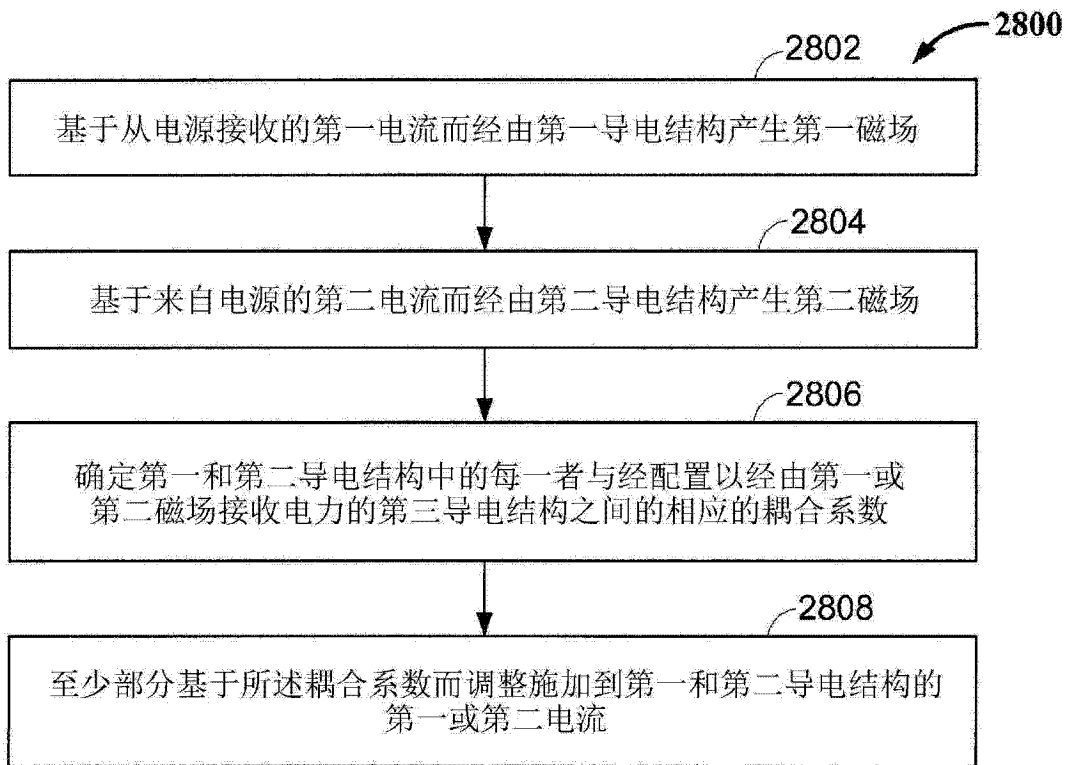 2800
2802
基于从电源接收的第一电流而经由第一导电结构产生第一磁场
2804
基于来自电源的第二电流而经由第二导电结构产生第二磁场
2806
确定第一和第二导电结构中的每一者与经配置以经由第一或
第二磁场接收电力的第三导电结构之间的相应的耦合系数
2808
至少部分基于所述耦合系数而调整施加到第一和第二导电结构的
第一或第二电流